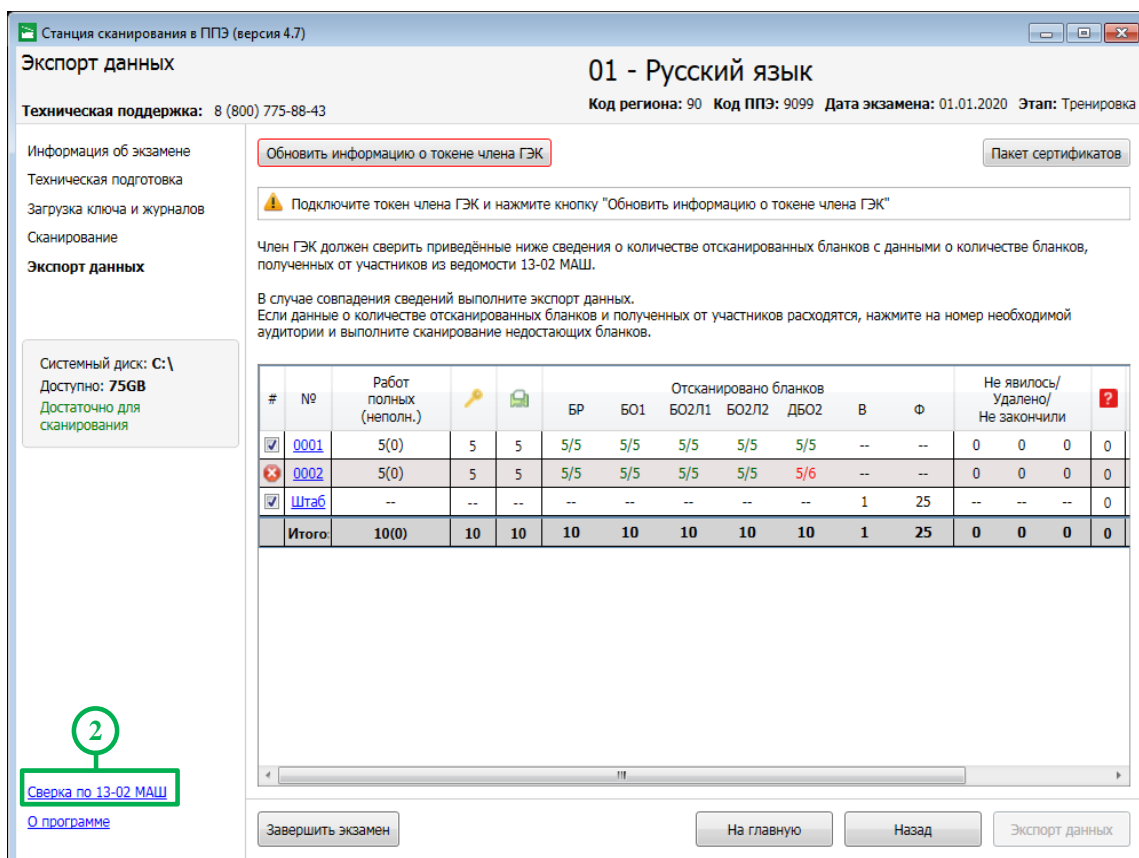 Станция сканирования в ППЭ (версия 4.7)
Экспорт данных
01 - Русский язык
Техническая поддержка: 8 (800) 775-88-43
Код региона: 90 Код ППЭ: 9099 Дата экзамена: 01.01.2020 Этап: Тренировка
Информация об экзамене
Техническая подготовка
Загрузка ключа и журналов
Сканирование
Экспорт данных
Системный диск: C:\
Доступно: 75GB
Достаточно для
сканирования
2
Сверка по 13-02 МАШ
О программе
Обновить информацию о токене члена ГЭК
Пакет сертификатов
Подключите токен члена ГЭК и нажмите кнопку "Обновить информацию о токене члена ГЭК"
Член ГЭК должен сверить приведённые ниже сведения о количестве отсканированных бланков с данными о количестве бланков,
полученных от участников из ведомости 13-02 МАШ.
В случае совпадения сведений выполните экспорт данных.
Если данные о количестве отсканированных бланков и полученных от участников расходятся, нажмите на номер необходимой
аудитории и выполните сканирование недостающих бланков.
# № Работ полных (неполн.) Отсканировано бланков Не явилось/ Удалено/ Не закончили ?
БР БО1 БО2Л1 БО2Л2 ДБО2 В Ф
0001 5(0) 5 5 5/5 5/5 5/5 5/5 5/5 -- -- 0 0 0 0
0002 5(0) 5 5 5/5 5/5 5/5 5/5 5/6 -- -- 0 0 0 0
Штаб -- -- -- -- -- -- -- -- 1 25 -- -- -- 0
Итого: 10(0) 10 10 10 10 10 10 10 1 25 0 0 0 0
Завершить экзамен
На главную
Назад
Экспорт данных